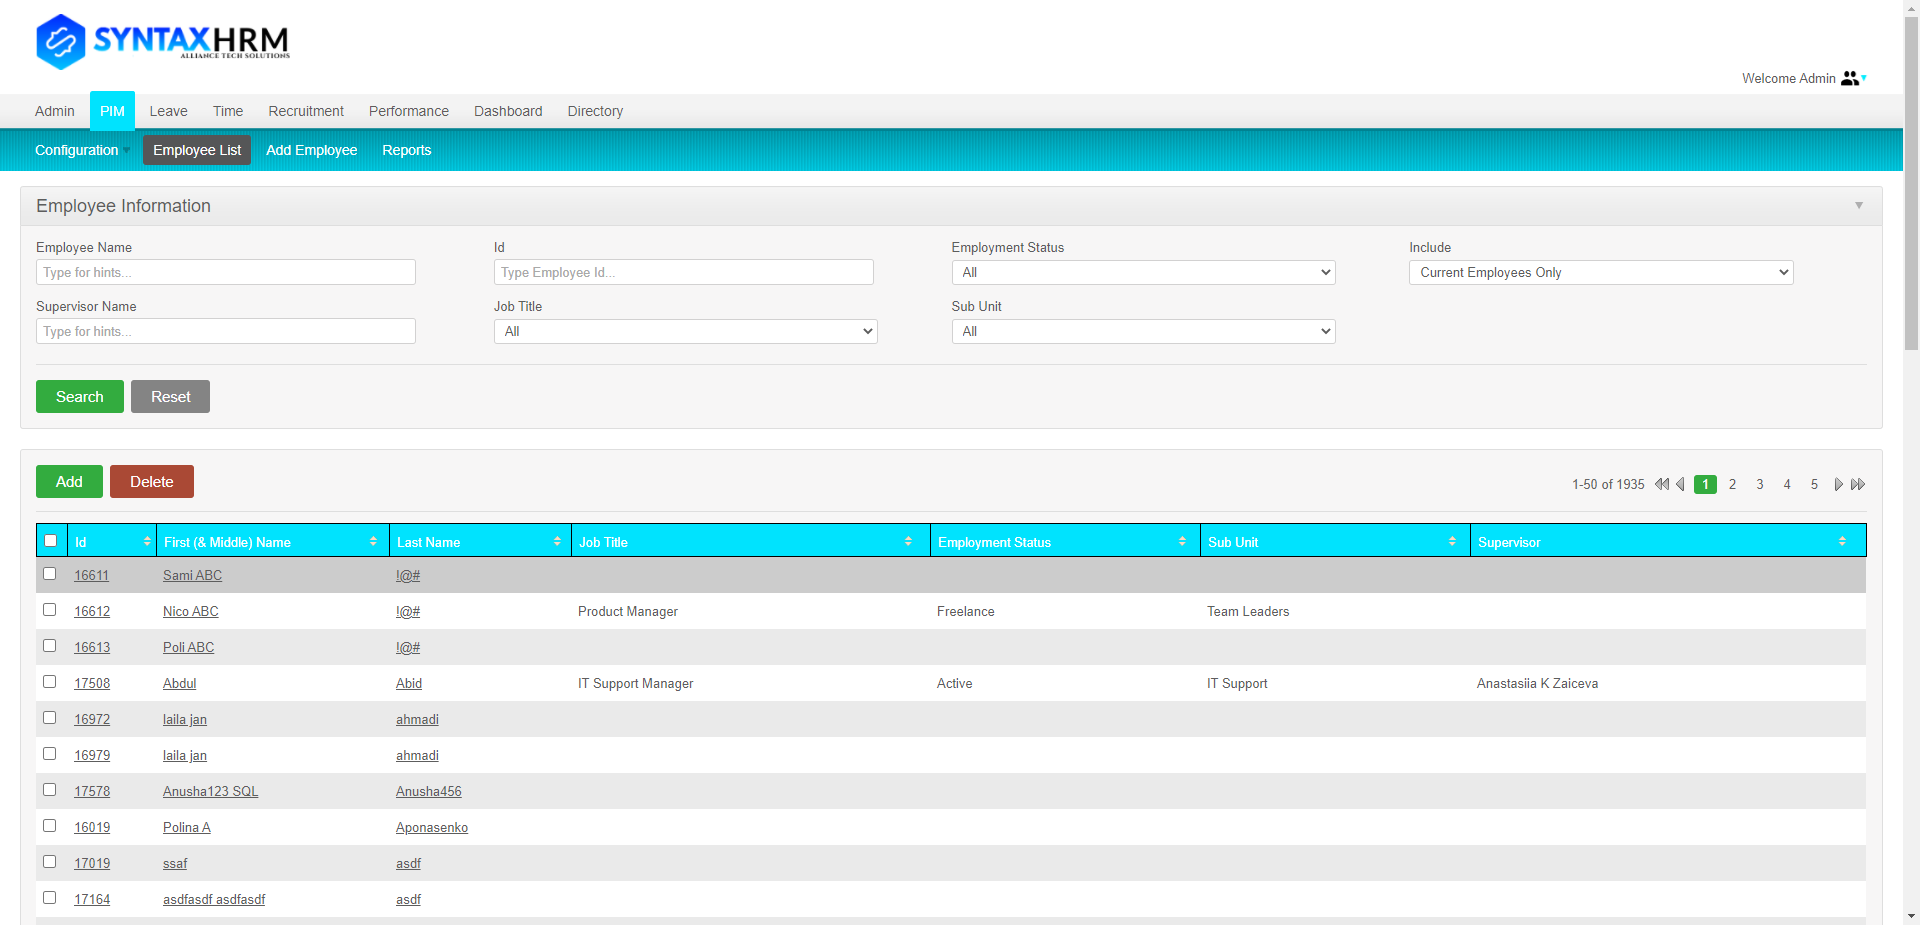 SYNTAXHRM
ALLIANCE TECH SOLUTIONS
Welcome Admin
Admin PIM Leave Time Recruitment Performance Dashboard Directory
Configuration Employee List Add Employee Reports
Employee Information
Employee Name Id Employment Status Include
Type for hints... Type Employee Id... All Current Employees Only
Supervisor Name Job Title Sub Unit
Type for hints... All All
Search Reset
Add Delete 1-50 of 1935 1 2 3 4 5
Id First (& Middle) Name Last Name Job Title Employment Status Sub Unit Supervisor
16611 Sami ABC !@#
16612 Nico ABC !@# Product Manager Freelance Team Leaders
16613 Poli ABC !@#
17508 Abdul Abid IT Support Manager Active IT Support Anastasiia K Zaiceva
16972 laila jan ahmadi
16979 laila jan ahmadi
17578 Anusha123 SQL Anusha456
16019 Polina A Aponasenko
17019 ssaf asdf
17164 asdfasdf asdfasdf asdf